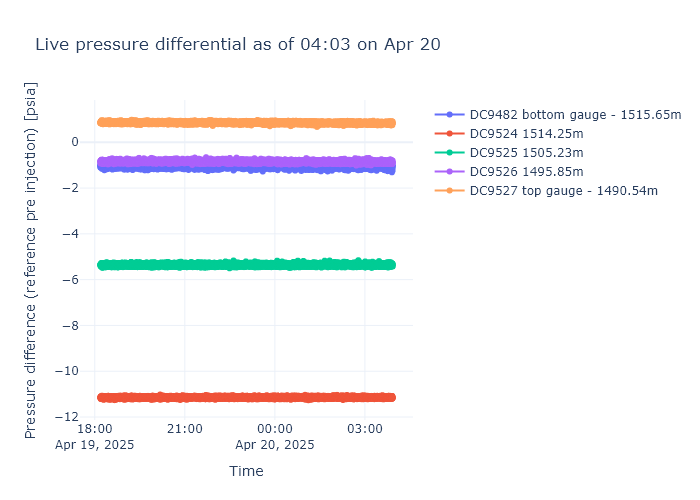 Live pressure differential as of 04:03 on Apr 20
Pressure difference (reference pre injection) [psia]
0
−2
−4
−6
−8
−10
−12
18:00
Apr 19, 2025
21:00
00:00
Apr 20, 2025
03:00
Time
DC9482 bottom gauge - 1515.65m
DC9524 1514.25m
DC9525 1505.23m
DC9526 1495.85m
DC9527 top gauge - 1490.54m